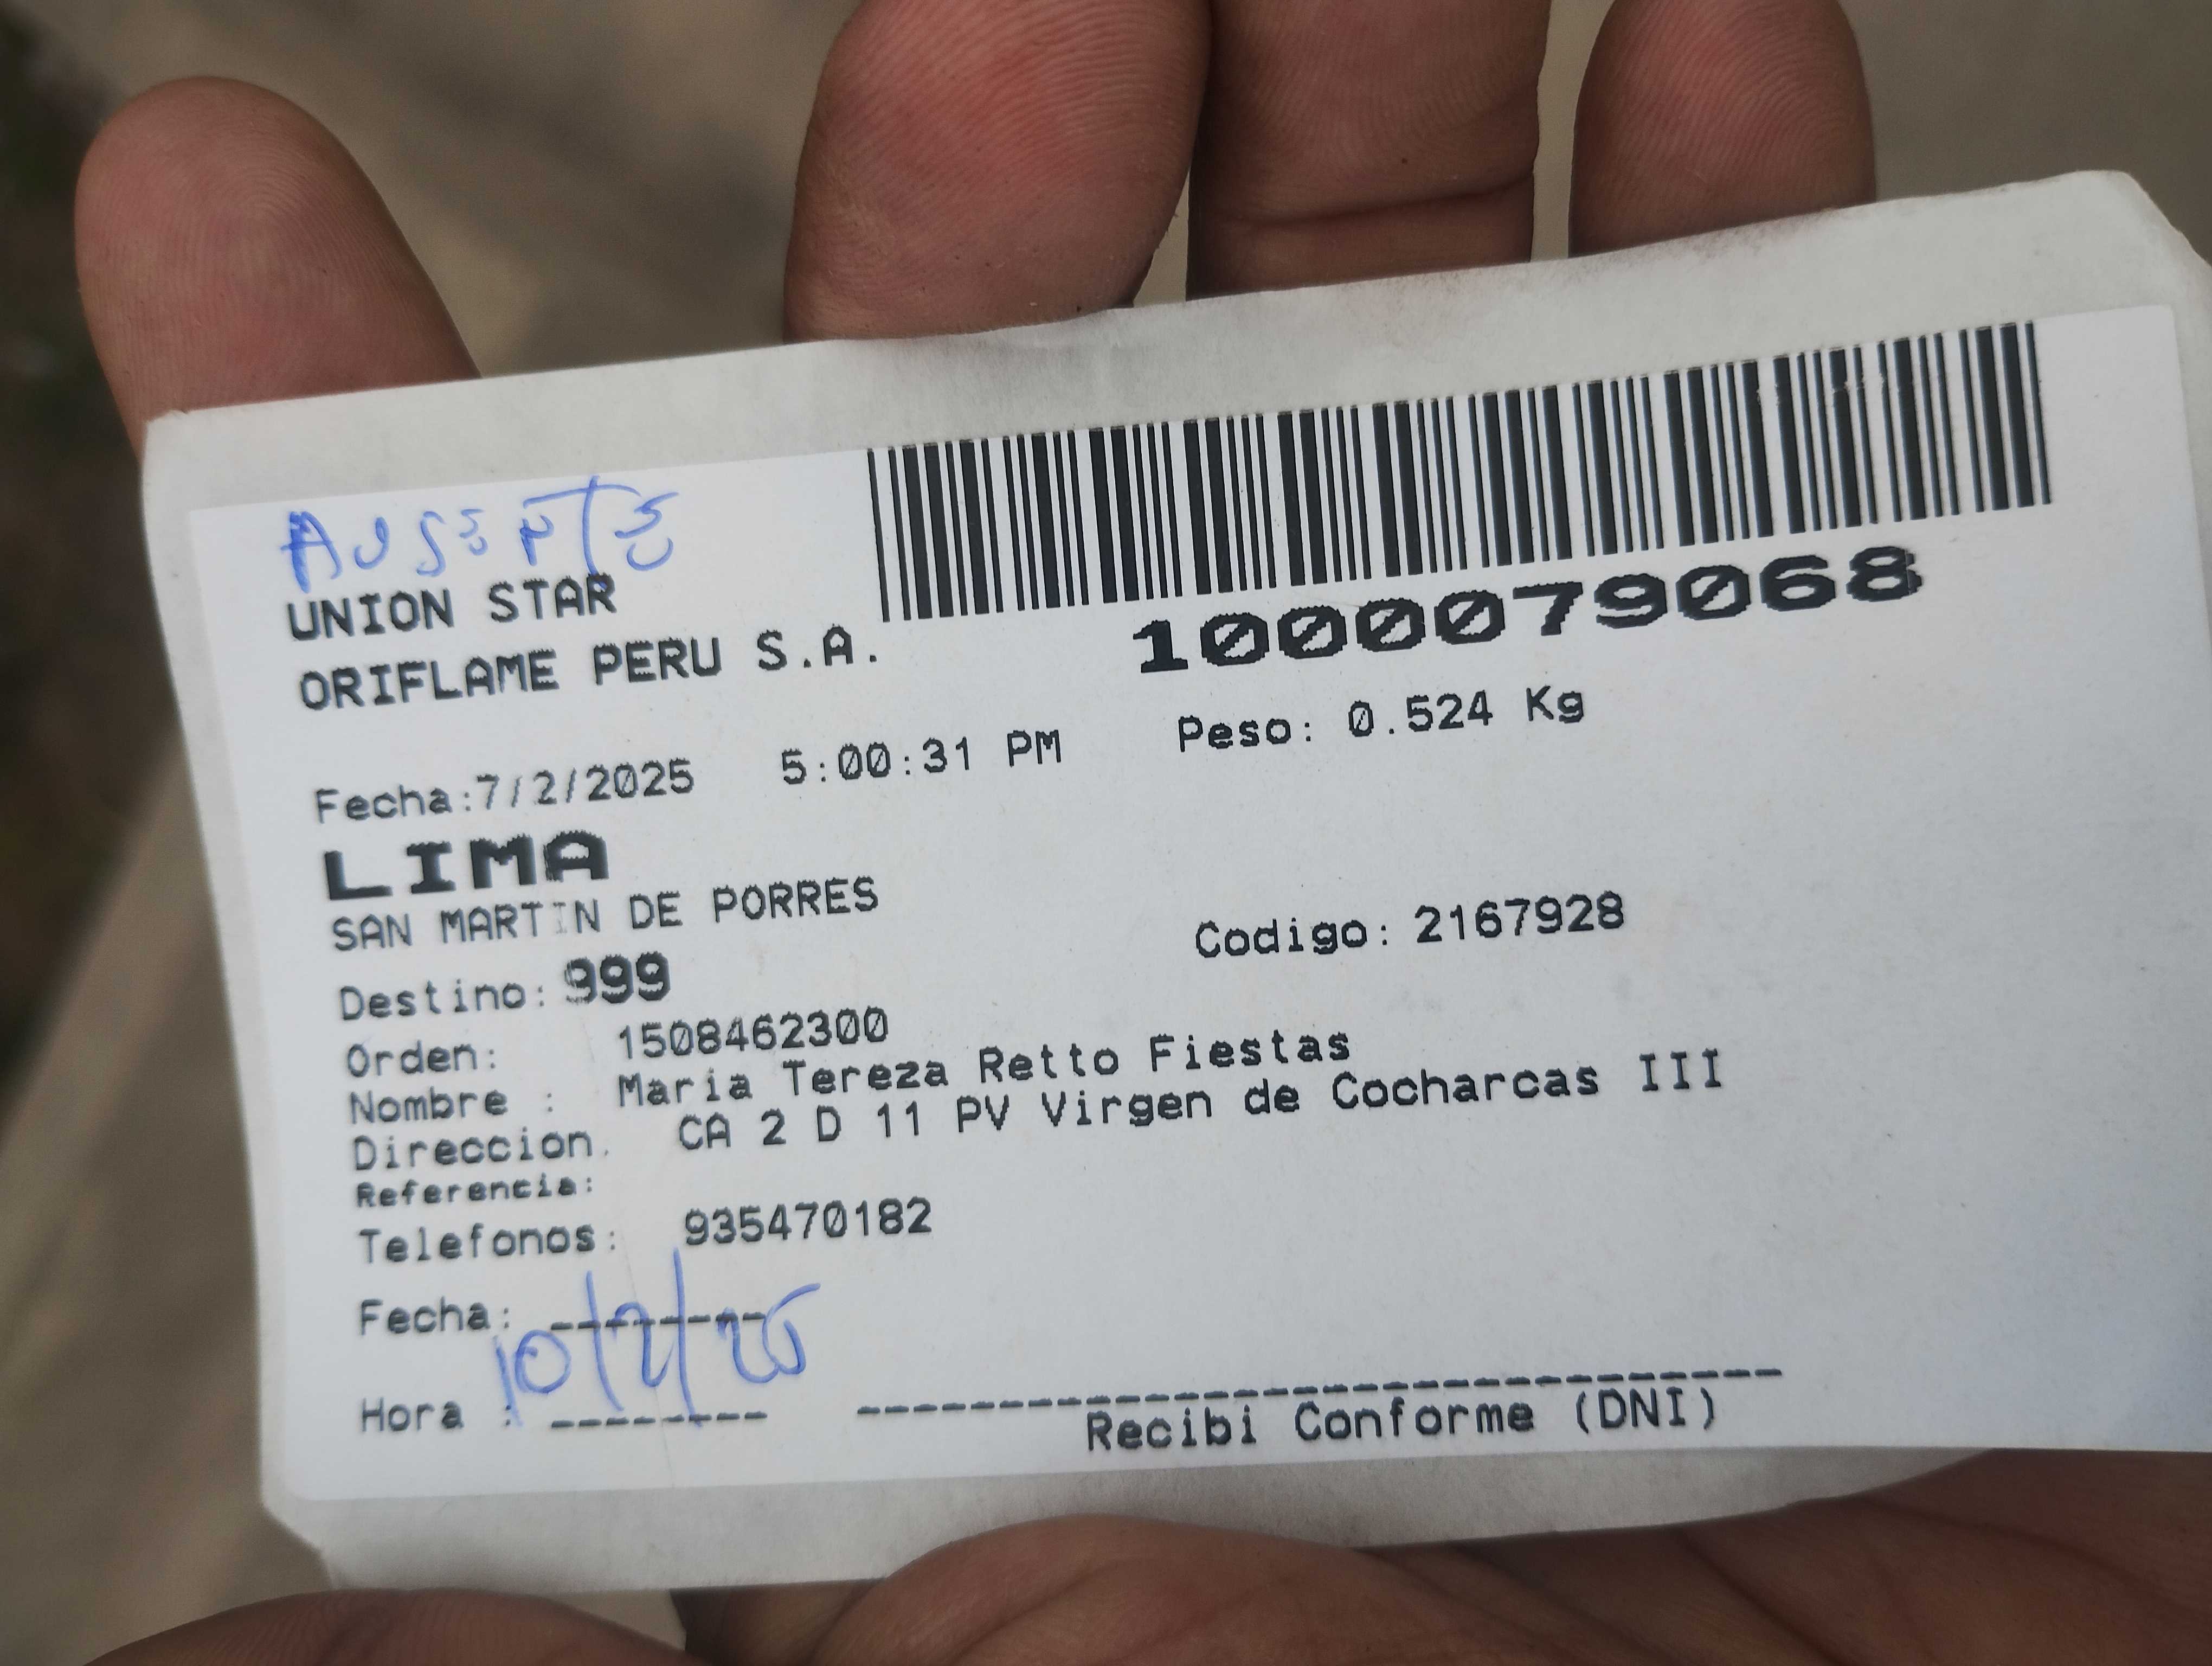 AUSENTE
UNION STAR
ORIFLAME PERU S.A.
1000079068
Fecha:7/2/2025 5:00:31 PM Peso: 0.524 Kg
LIMA
SAN MARTIN DE PORRES
Codigo: 2167928
Destino: 999
Orden: 1508462300
Nombre : Maria Tereza Retto Fiestas
Direccion. CA 2 D 11 PV Virgen de Cocharcas III
Referencia:
Telefonos: 935470182
Fecha: 10/2/25
Hora :
Recibi Conforme (DNI)